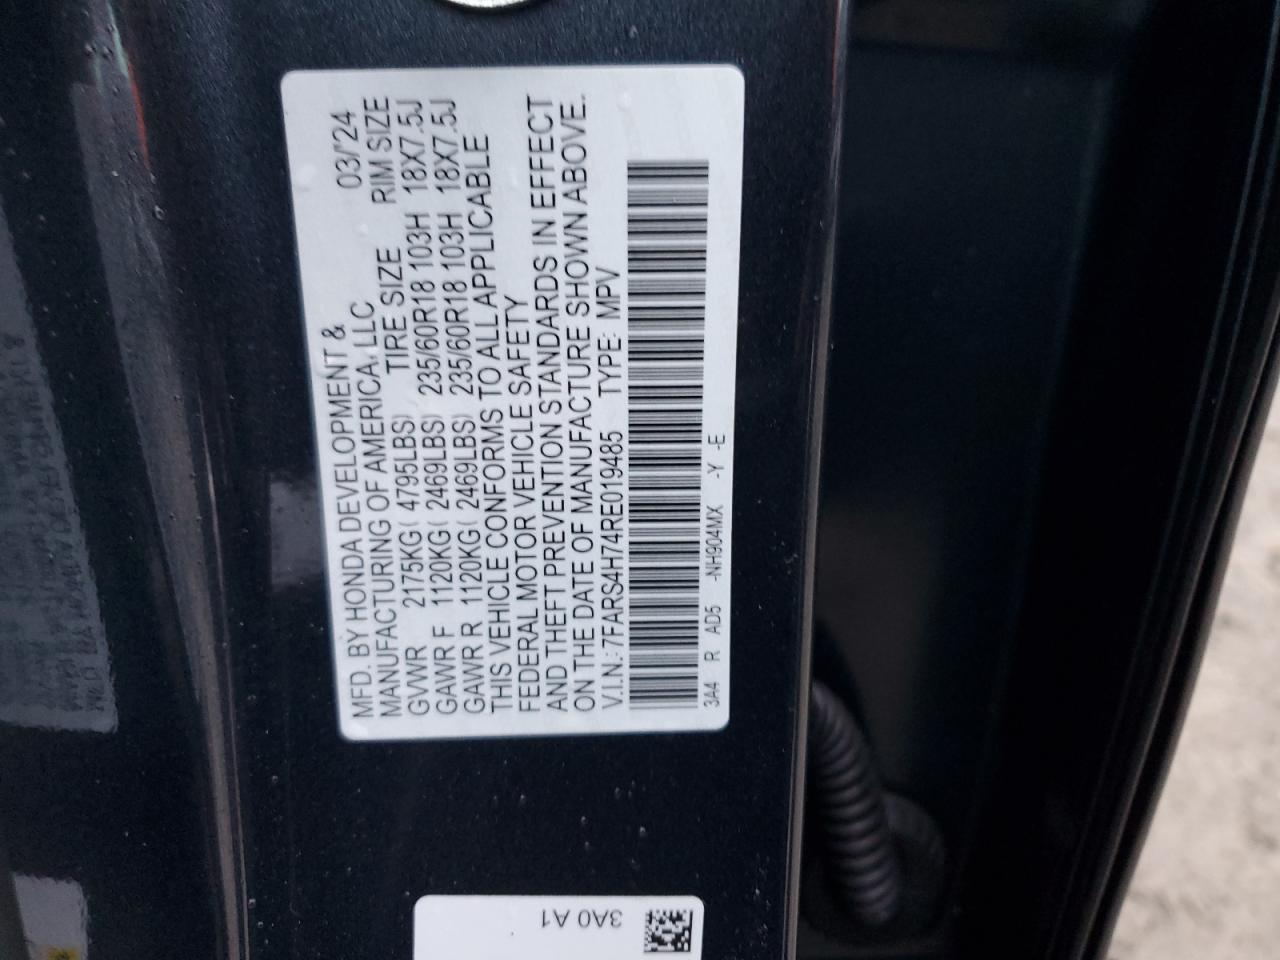 MFD. BY HONDA DEVELOPMENT & 03/'24
MANUFACTURING OF AMERICA, LLC
TIRE SIZE RIM SIZE
GVWR 2175KG( 4795LBS)
GAWR F 1120KG( 2469LBS) 235/60R18 103H 18X7.5J
GAWR R 1120KG( 2469LBS) 235/60R18 103H 18X7.5J
THIS VEHICLE CONFORMS TO ALL APPLICABLE
FEDERAL MOTOR VEHICLE SAFETY
AND THEFT PREVENTION STANDARDS IN EFFECT
ON THE DATE OF MANUFACTURE SHOWN ABOVE.
V.I.N.: 7FARS4H74RE019485 TYPE: MPV
3A4 R AD5 -NH904MX -Y -E
3A0 A1